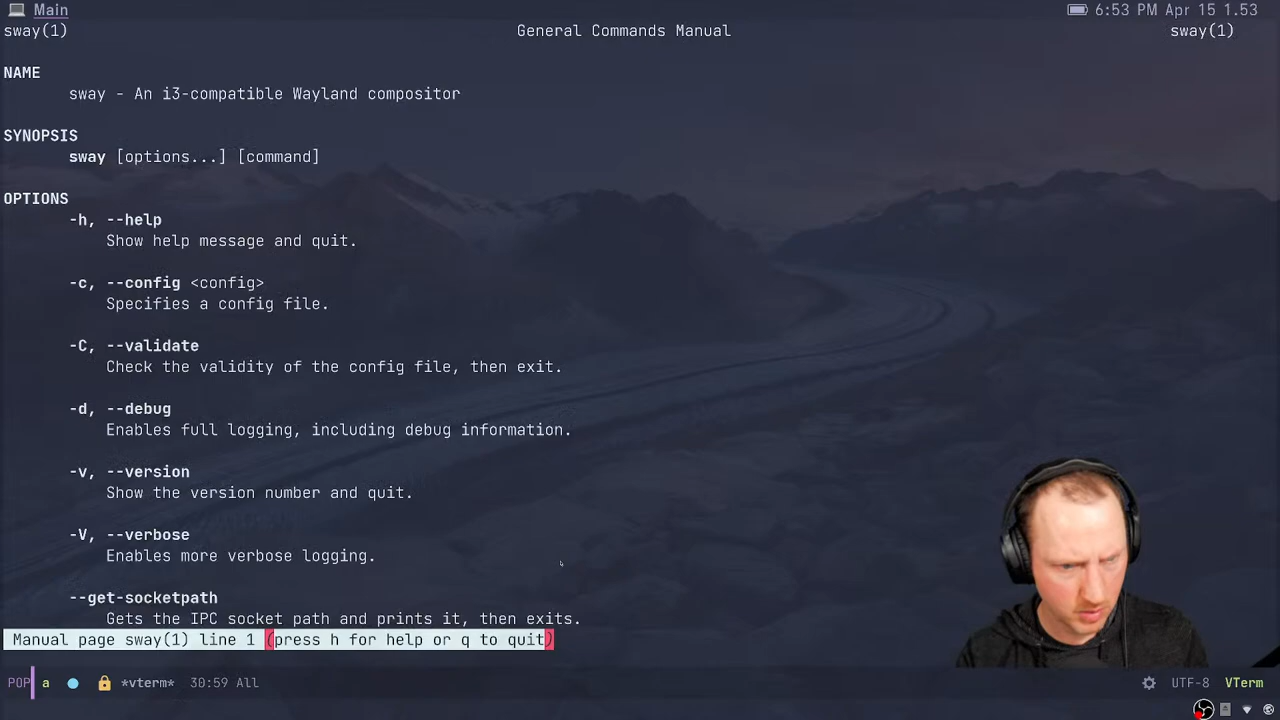 Main
6:53 PM Apr 15 1.53
sway(1) General Commands Manual sway(1)
NAME
sway - An i3-compatible Wayland compositor
SYNOPSIS
sway [options...] [command]
OPTIONS
-h, --help
Show help message and quit.
-c, --config <config>
Specifies a config file.
-C, --validate
Check the validity of the config file, then exit.
-d, --debug
Enables full logging, including debug information.
-v, --version
Show the version number and quit.
-V, --verbose
Enables more verbose logging.
--get-socketpath
Gets the IPC socket path and prints it, then exits.
Manual page sway(1) line 1 (press h for help or q to quit)
POP a *vterm* 30:59 All UTF-8 VTerm